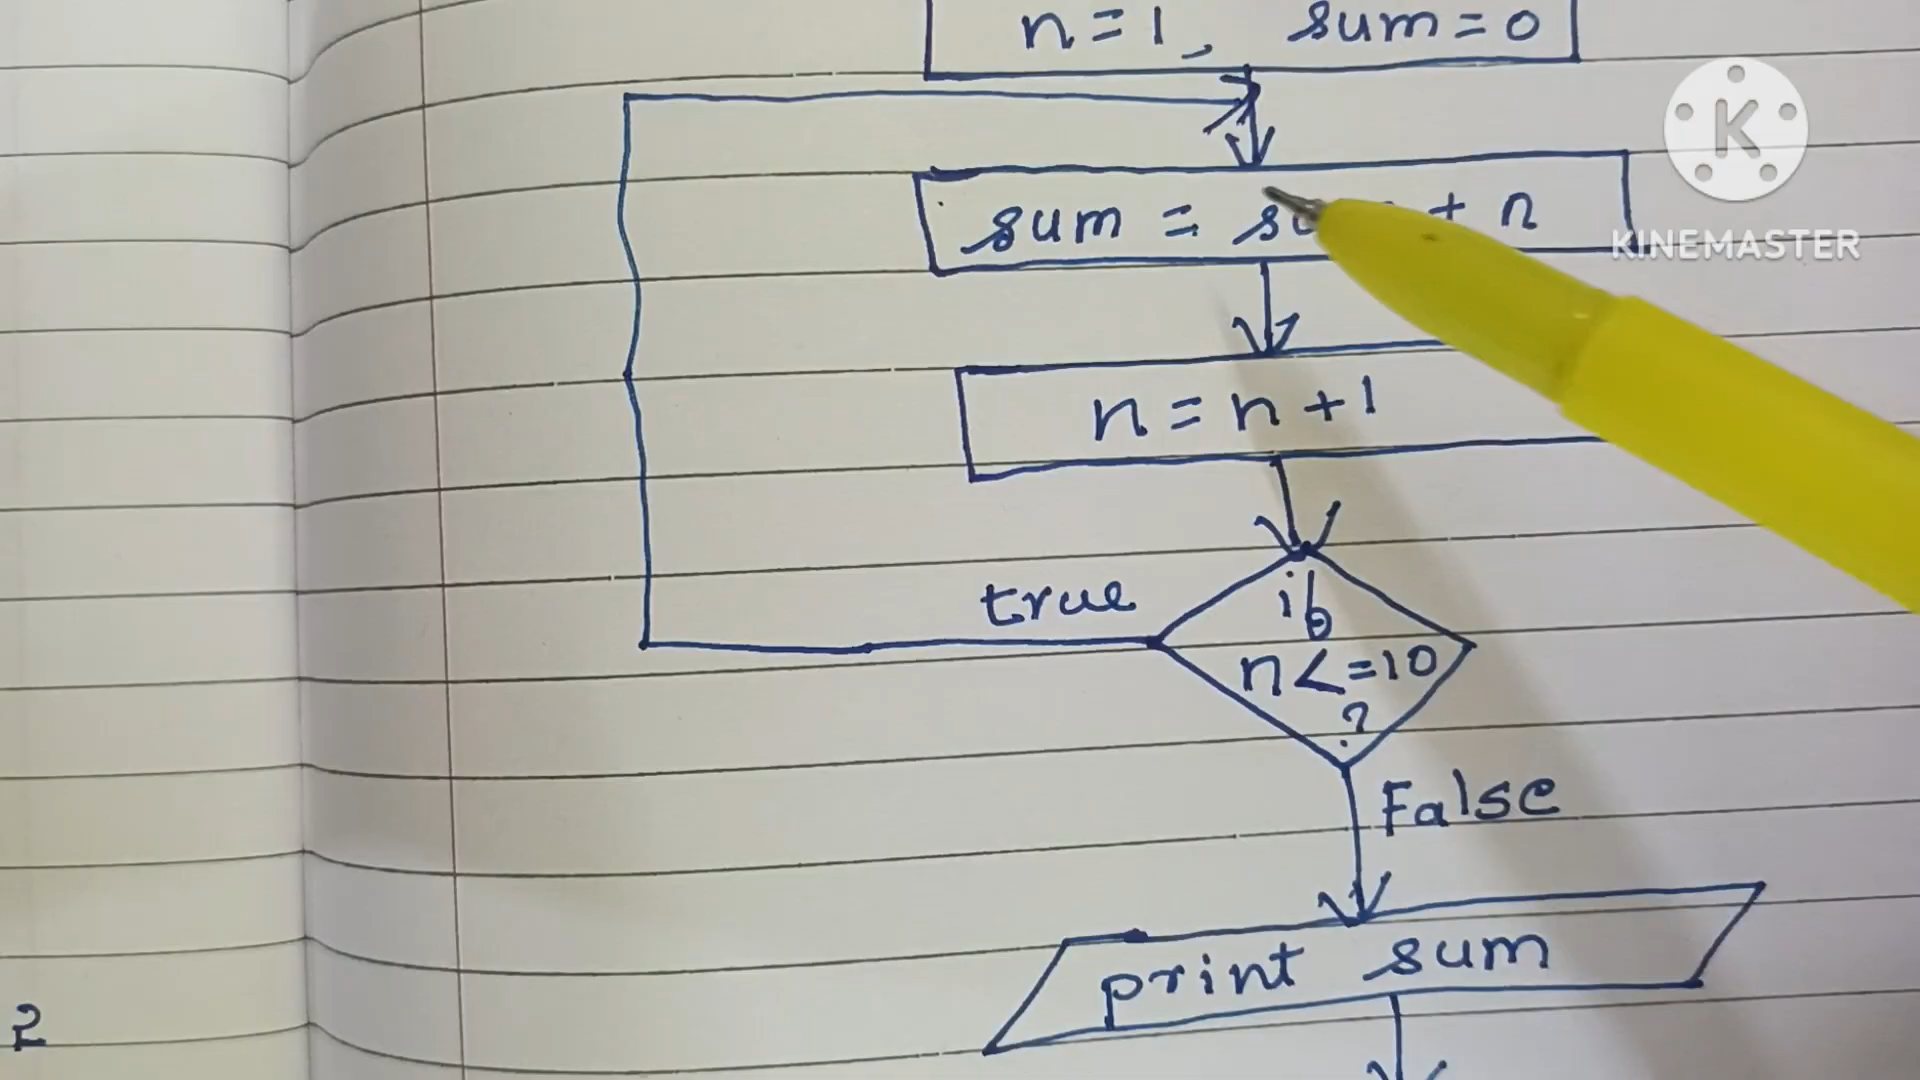 n=1, sum=0
K
sum = + n
KINEMASTER
n=n+1
true
if
n<=10
?
False
print sum
2